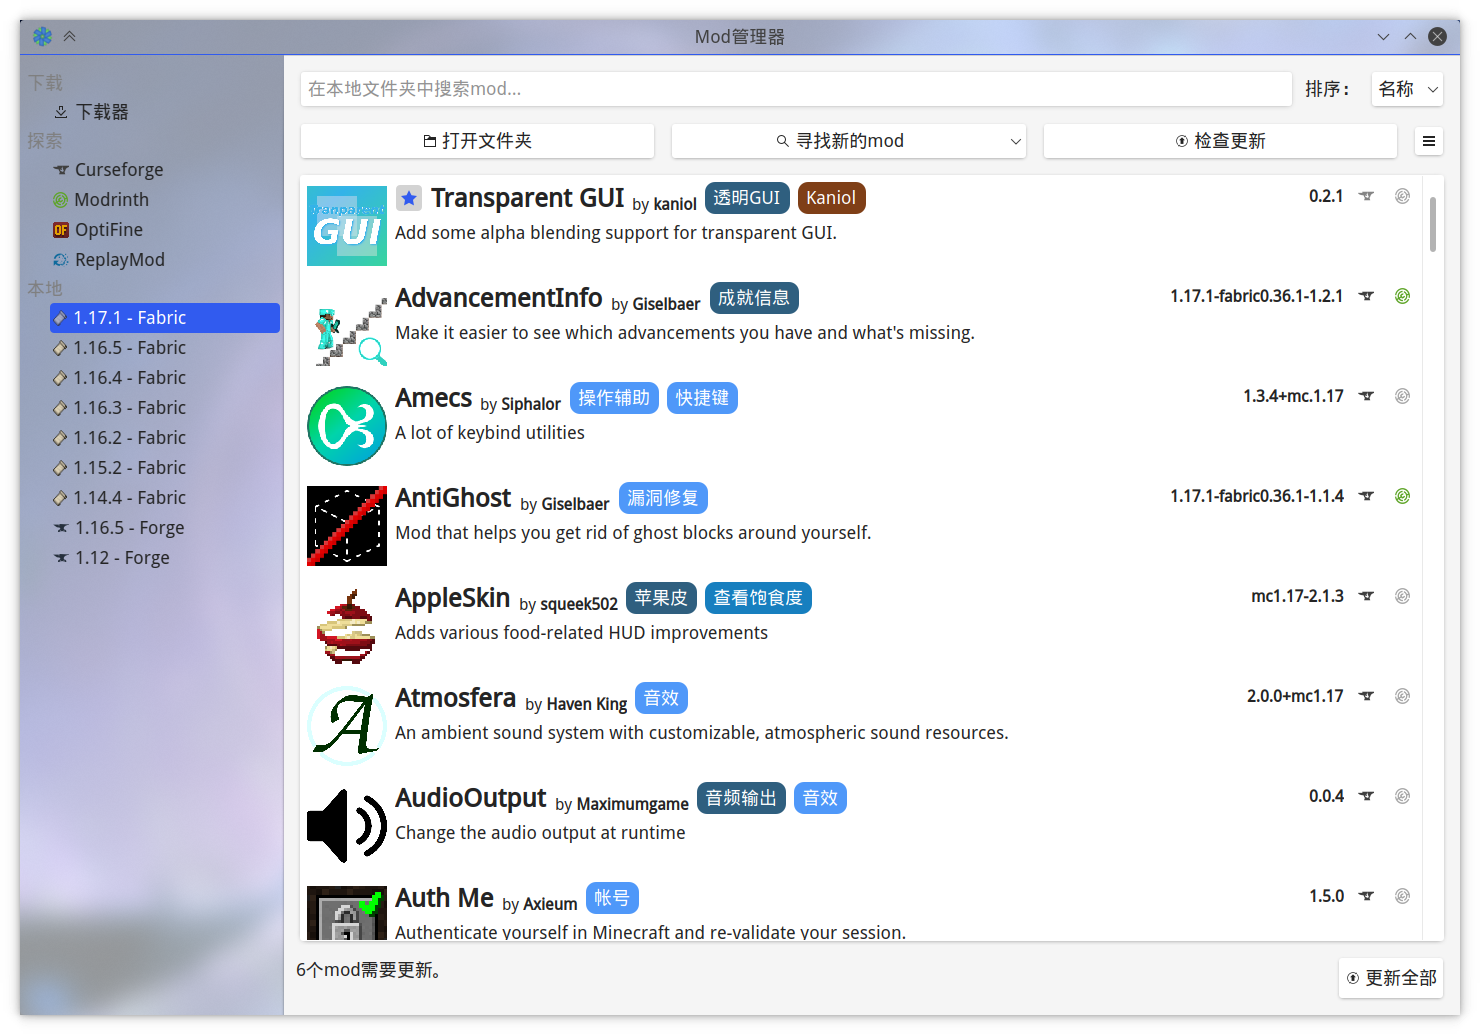 Mod管理器
下载
下载器
探索
Curseforge
Modrinth
OptiFine
ReplayMod
本地
1.17.1 - Fabric
1.16.5 - Fabric
1.16.4 - Fabric
1.16.3 - Fabric
1.16.2 - Fabric
1.15.2 - Fabric
1.14.4 - Fabric
1.16.5 - Forge
1.12 - Forge
在本地文件夹中搜索mod...
排序： 名称
打开文件夹 寻找新的mod 检查更新
GUI
Transparent GUI by kaniol 透明GUI Kaniol 0.2.1
Add some alpha blending support for transparent GUI.
AdvancementInfo by Giselbaer 成就信息 1.17.1-fabric0.36.1-1.2.1
Make it easier to see which advancements you have and what's missing.
Amecs by Siphalor 操作辅助 快捷键 1.3.4+mc.1.17
A lot of keybind utilities
AntiGhost by Giselbaer 漏洞修复 1.17.1-fabric0.36.1-1.1.4
Mod that helps you get rid of ghost blocks around yourself.
AppleSkin by squeek502 苹果皮 查看饱食度 mc1.17-2.1.3
Adds various food-related HUD improvements
A
Atmosfera by Haven King 音效 2.0.0+mc1.17
An ambient sound system with customizable, atmospheric sound resources.
AudioOutput by Maximumgame 音频输出 音效 0.0.4
Change the audio output at runtime
Auth Me by Axieum 帐号 1.5.0
Authenticate yourself in Minecraft and re-validate your session.
6个mod需要更新。
更新全部